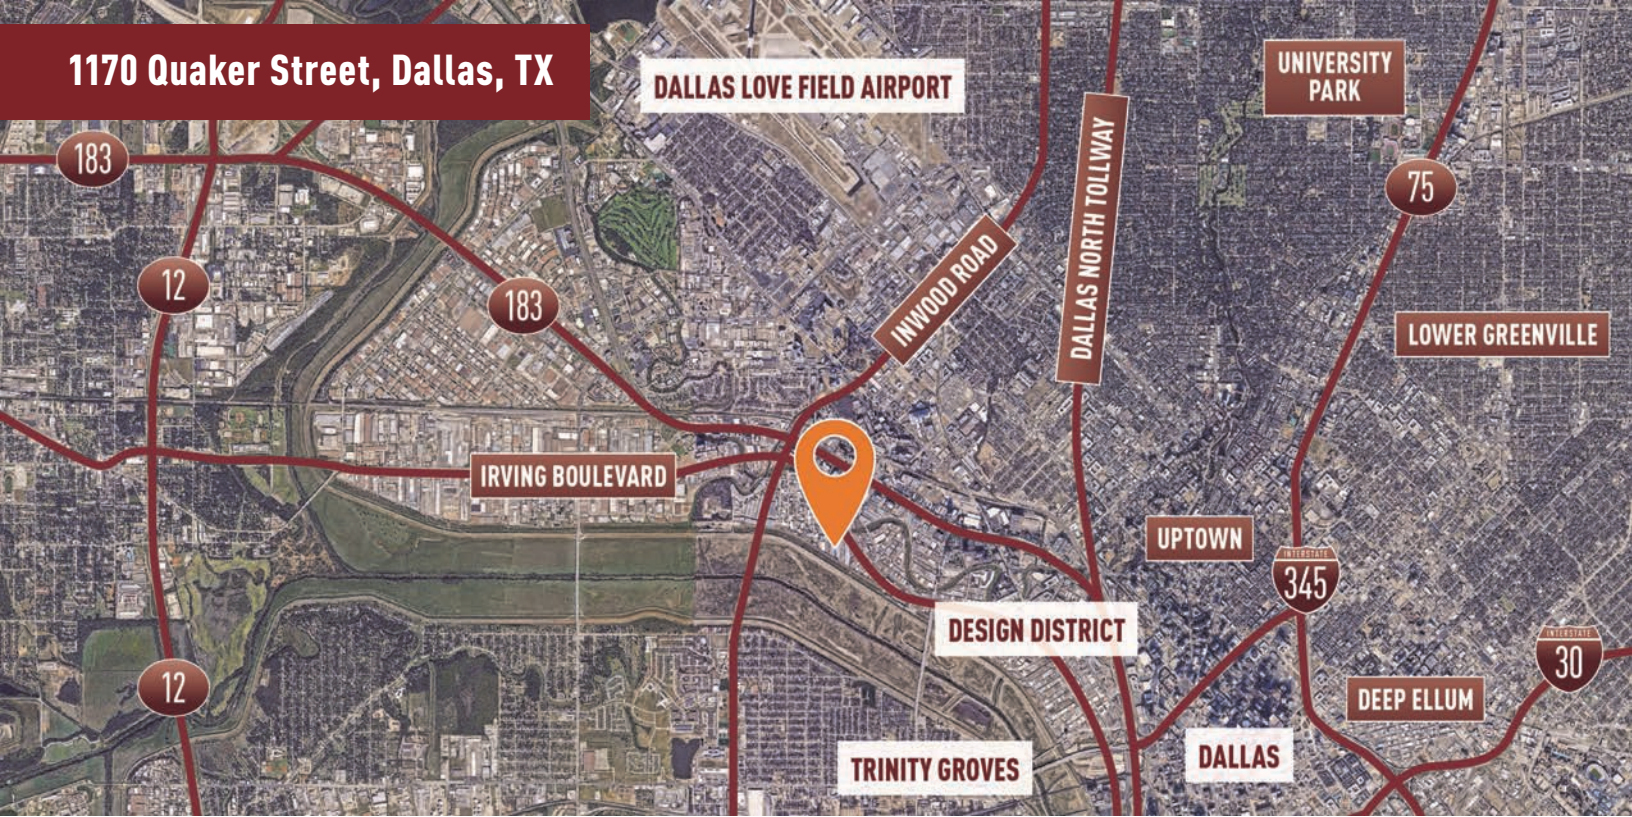 1170 Quaker Street, Dallas, TX
DALLAS LOVE FIELD AIRPORT
UNIVERSITY
PARK
183
75
DALLAS NORTH TOLLWAY
INWOOD ROAD
12
183
LOWER GREENVILLE
IRVING BOULEVARD
UPTOWN
INTERSTATE
345
DESIGN DISTRICT
INTERSTATE
30
12
DEEP ELLUM
TRINITY GROVES
DALLAS